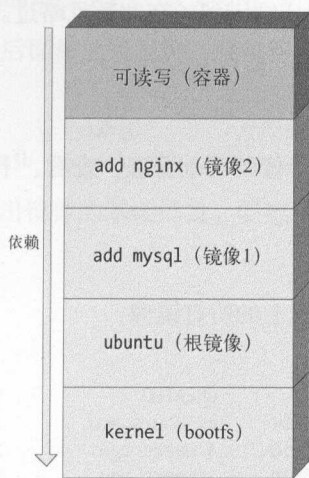 可读写（容器）
add nginx（镜像2）
依赖
add mysql（镜像1）
ubuntu（根镜像）
kernel（bootfs）